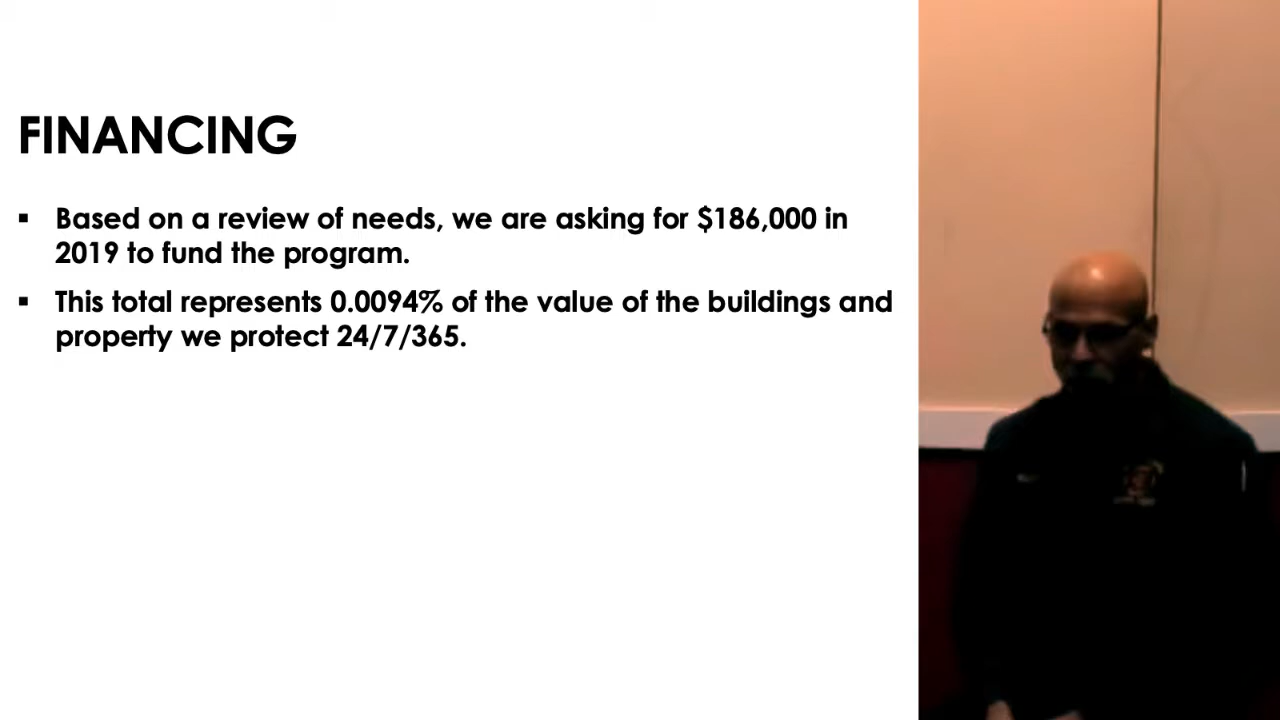 FINANCING
▪ Based on a review of needs, we are asking for $186,000 in
2019 to fund the program.
▪ This total represents 0.0094% of the value of the buildings and
property we protect 24/7/365.